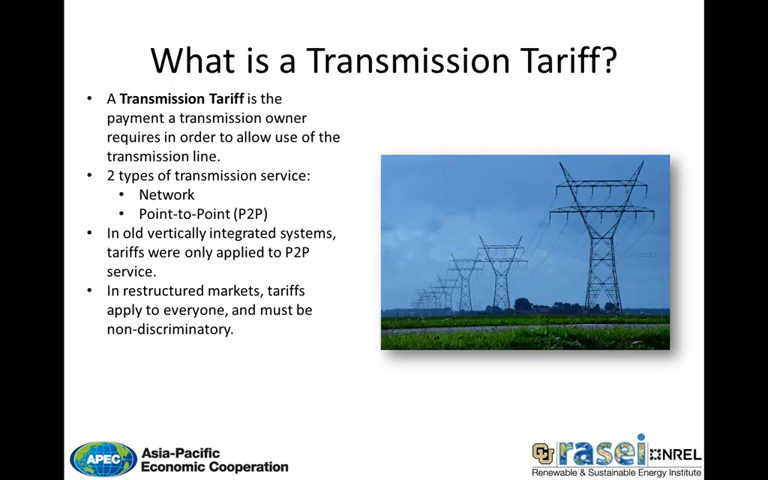 What is a Transmission Tariff?
• A Transmission Tariff is the
payment a transmission owner
requires in order to allow use of the
transmission line.
• 2 types of transmission service:
• Network
• Point-to-Point (P2P)
• In old vertically integrated systems,
tariffs were only applied to P2P
service.
• In restructured markets, tariffs
apply to everyone, and must be
non-discriminatory.
APEC
Asia-Pacific
Economic Cooperation
CU
rasei
NREL
Renewable & Sustainable Energy Institute